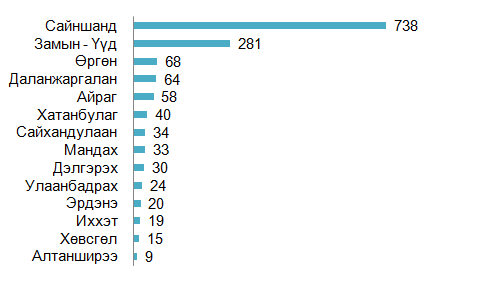 Сайншанд 738
Замын - Үүд 281
Өргөн 68
Даланжаргалан 64
Айраг 58
Хатанбулаг 40
Сайхандулаан 34
Мандах 33
Дэлгэрэх 30
Улаанбадрах 24
Эрдэнэ 20
Иххэт 19
Хөвсгөл 15
Алтанширээ 9